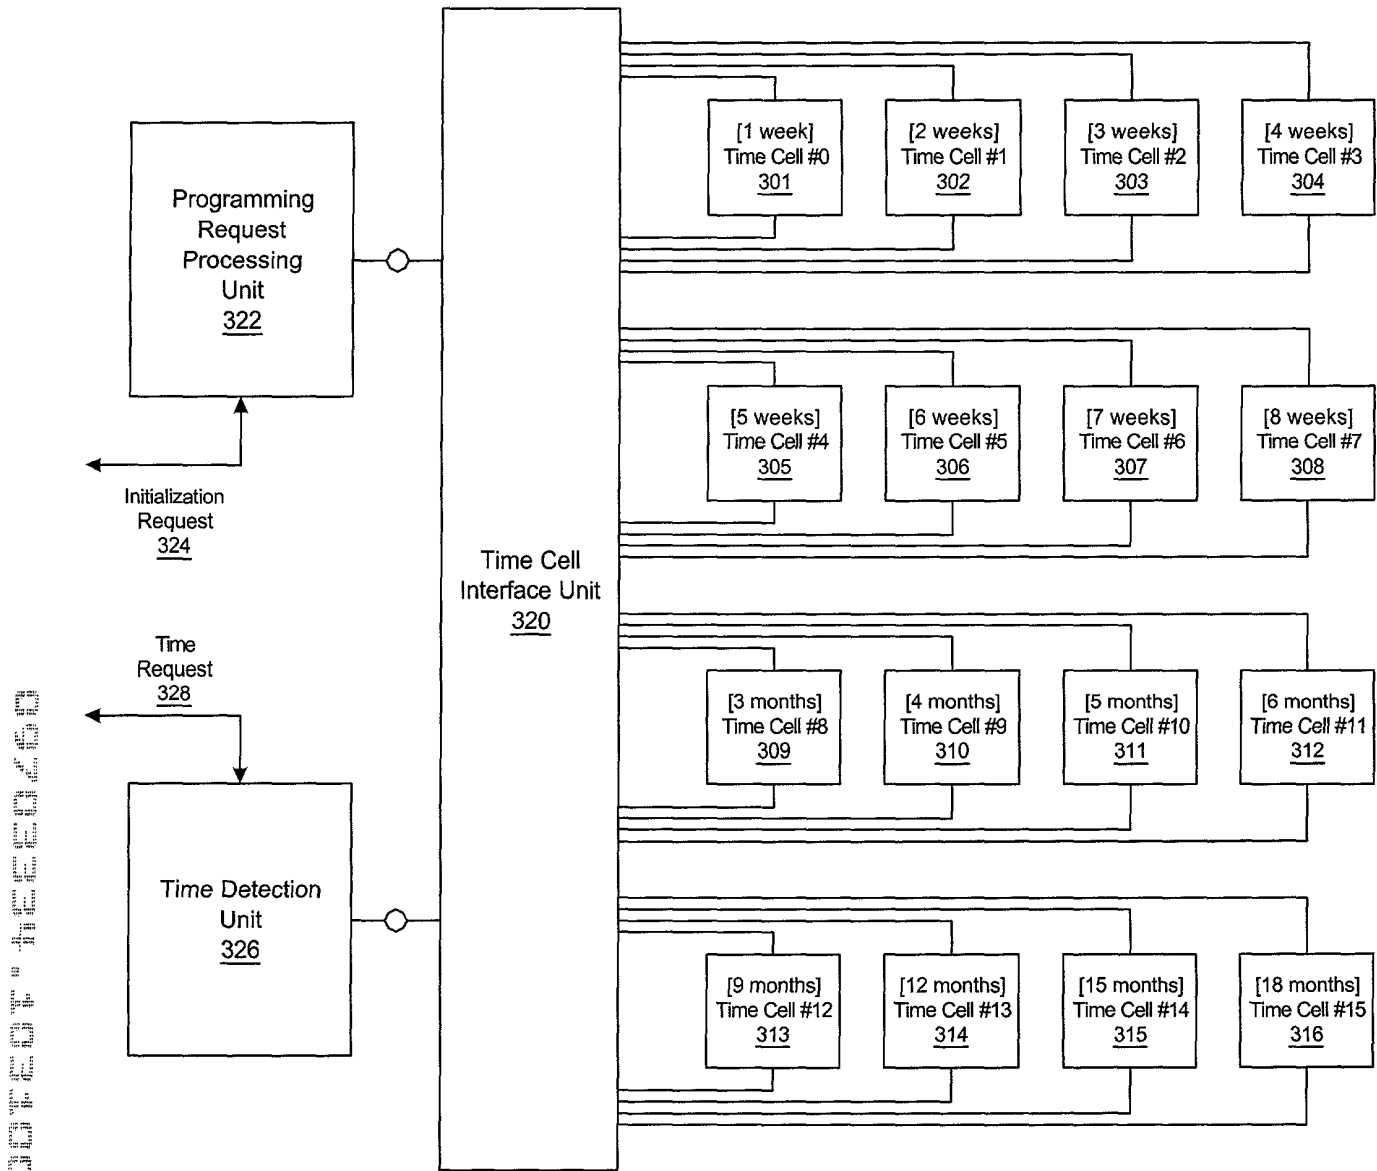 Programming
Request
Processing
Unit
322
Initialization
Request
324
Time
Request
328
Time Detection
Unit
326
Time Cell
Interface Unit
320
[1 week]
Time Cell #0
301
[2 weeks]
Time Cell #1
302
[3 weeks]
Time Cell #2
303
[4 weeks]
Time Cell #3
304
[5 weeks]
Time Cell #4
305
[6 weeks]
Time Cell #5
306
[7 weeks]
Time Cell #6
307
[8 weeks]
Time Cell #7
308
[3 months]
Time Cell #8
309
[4 months]
Time Cell #9
310
[5 months]
Time Cell #10
311
[6 months]
Time Cell #11
312
[9 months]
Time Cell #12
313
[12 months]
Time Cell #13
314
[15 months]
Time Cell #14
315
[18 months]
Time Cell #15
316